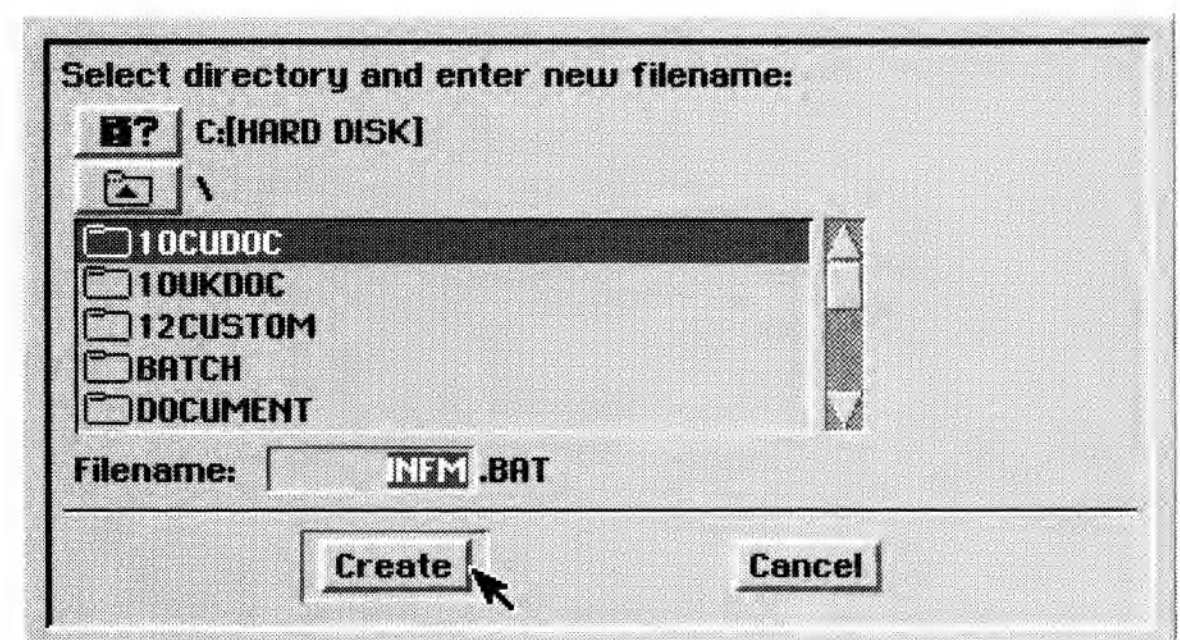 Select directory and enter new filename:
? C:[HARD DISK]
\
10CUDOC
10UKDOC
12CUSTOM
BATCH
DOCUMENT
Filename: INFM .BAT
Create Cancel